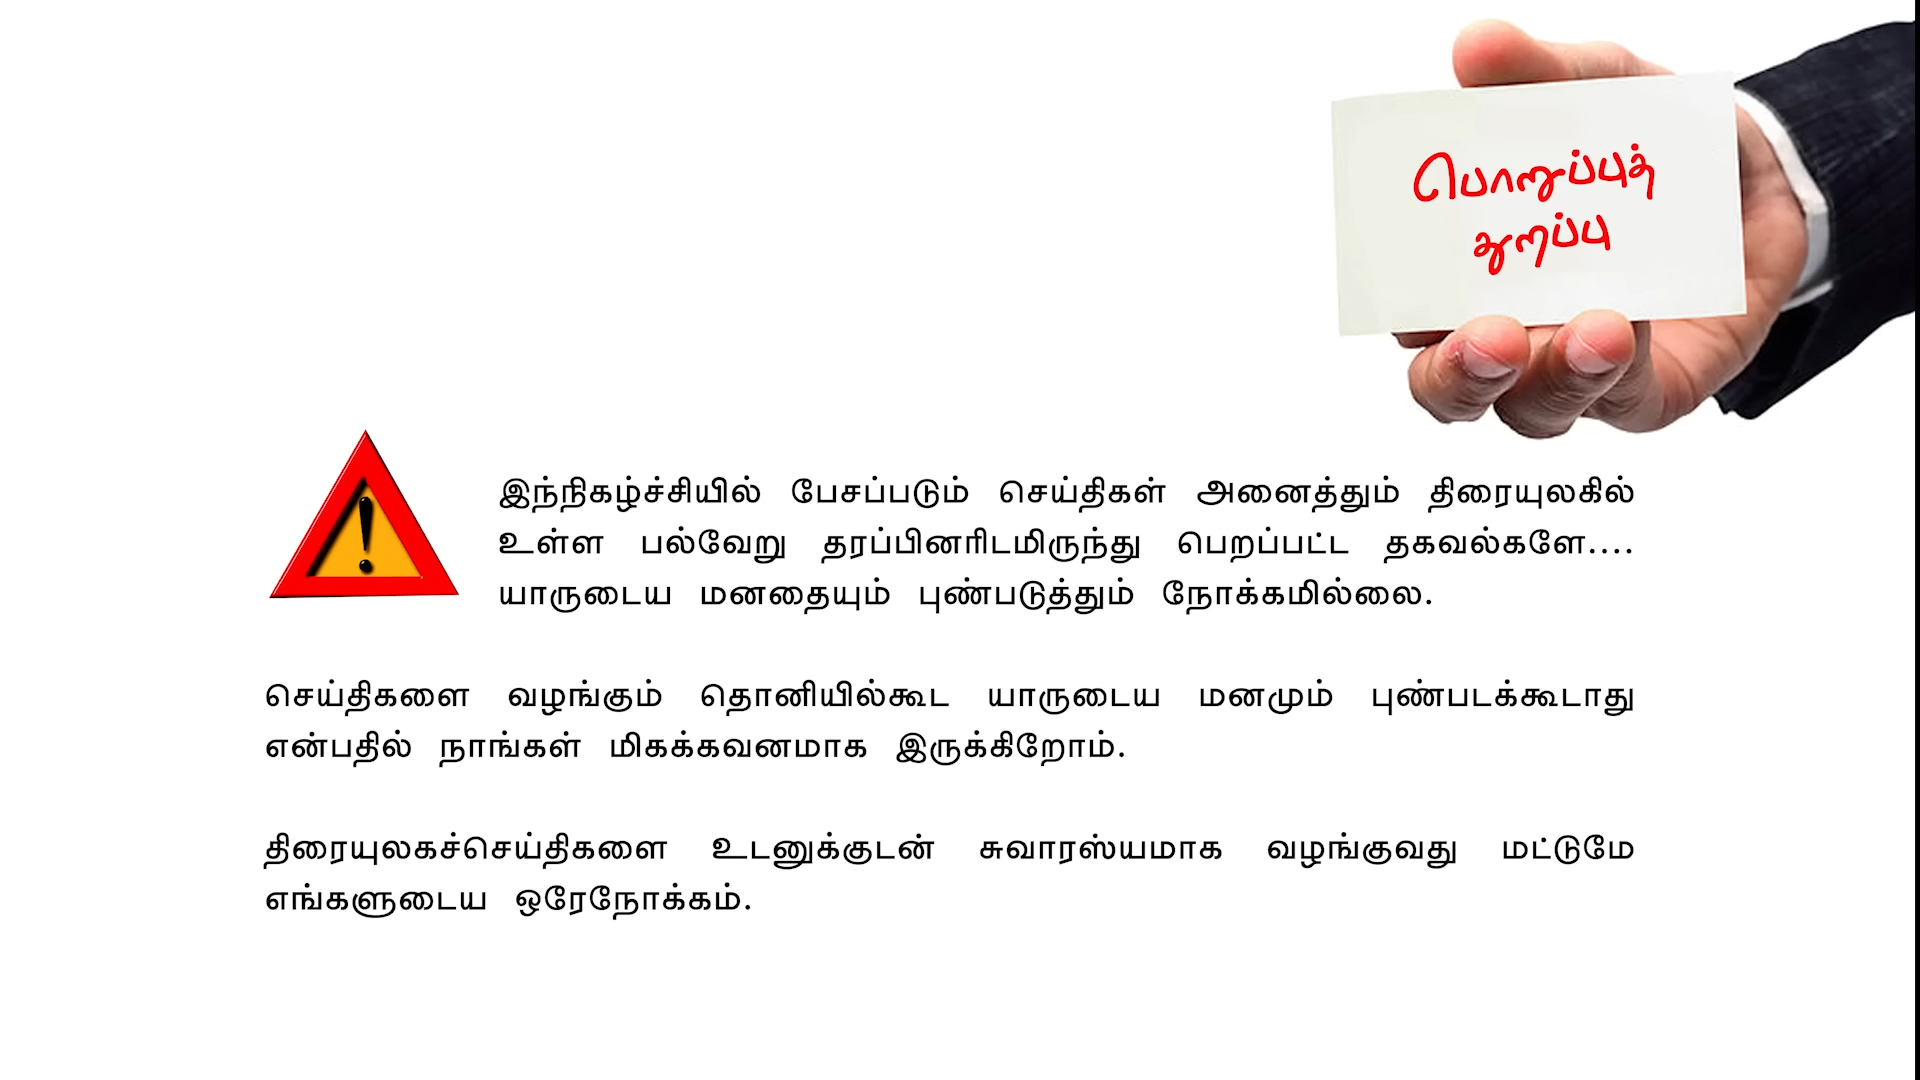 பொறுப்புத்
துறப்பு
இந்நிகழ்ச்சியில் பேசப்படும் செய்திகள் அனைத்தும் திரையுலகில்
உள்ள பல்வேறு தரப்பினரிடமிருந்து பெறப்பட்ட தகவல்களே....
யாருடைய மனதையும் புண்படுத்தும் நோக்கமில்லை.
செய்திகளை வழங்கும் தொனியில்கூட யாருடைய மனமும் புண்படக்கூடாது
என்பதில் நாங்கள் மிகக்கவனமாக இருக்கிறோம்.
திரையுலகச்செய்திகளை உடனுக்குடன் சுவாரஸ்யமாக வழங்குவது மட்டுமே
எங்களுடைய ஒரேநோக்கம்.